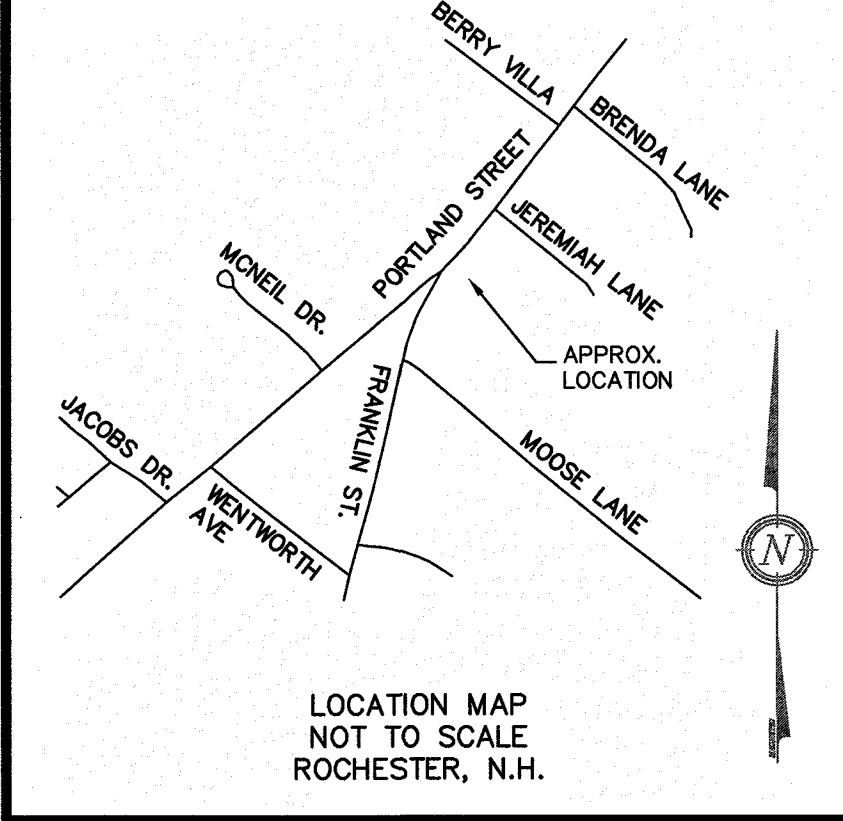 BERRY VILLA
BRENDA LANE
PORTLAND STREET
JEREMIAH LANE
MCNEIL DR.
APPROX.
LOCATION
FRANKLIN ST.
JACOBS DR.
MOOSE LANE
WENTWORTH
AVE
N
LOCATION MAP
NOT TO SCALE
ROCHESTER, N.H.